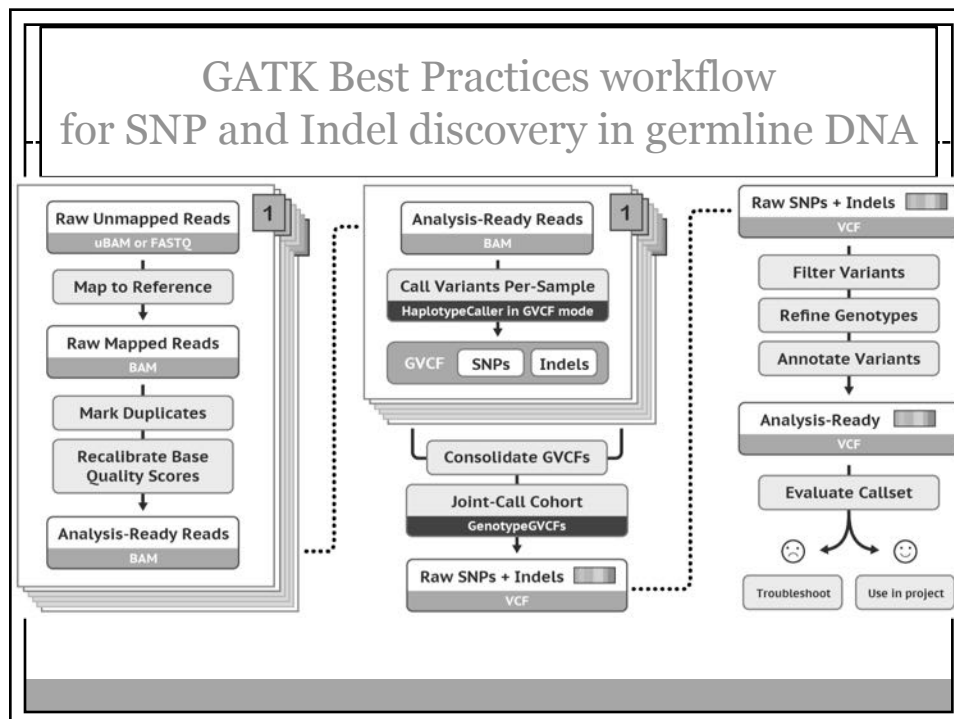 GATK Best Practices workflow
for SNP and Indel discovery in germline DNA
1
Raw Unmapped Reads
uBAM or FASTQ
Map to Reference
Raw Mapped Reads
BAM
Mark Duplicates
Recalibrate Base
Quality Scores
Analysis-Ready Reads
BAM
1
Analysis-Ready Reads
BAM
Call Variants Per-Sample
HaplotypeCaller in GVCF mode
GVCF SNPs Indels
Consolidate GVCFs
Joint-Call Cohort
GenotypeGVCFs
Raw SNPs + Indels
VCF
Raw SNPs + Indels
VCF
Filter Variants
Refine Genotypes
Annotate Variants
Analysis-Ready
VCF
Evaluate Callset
Troubleshoot
Use in project